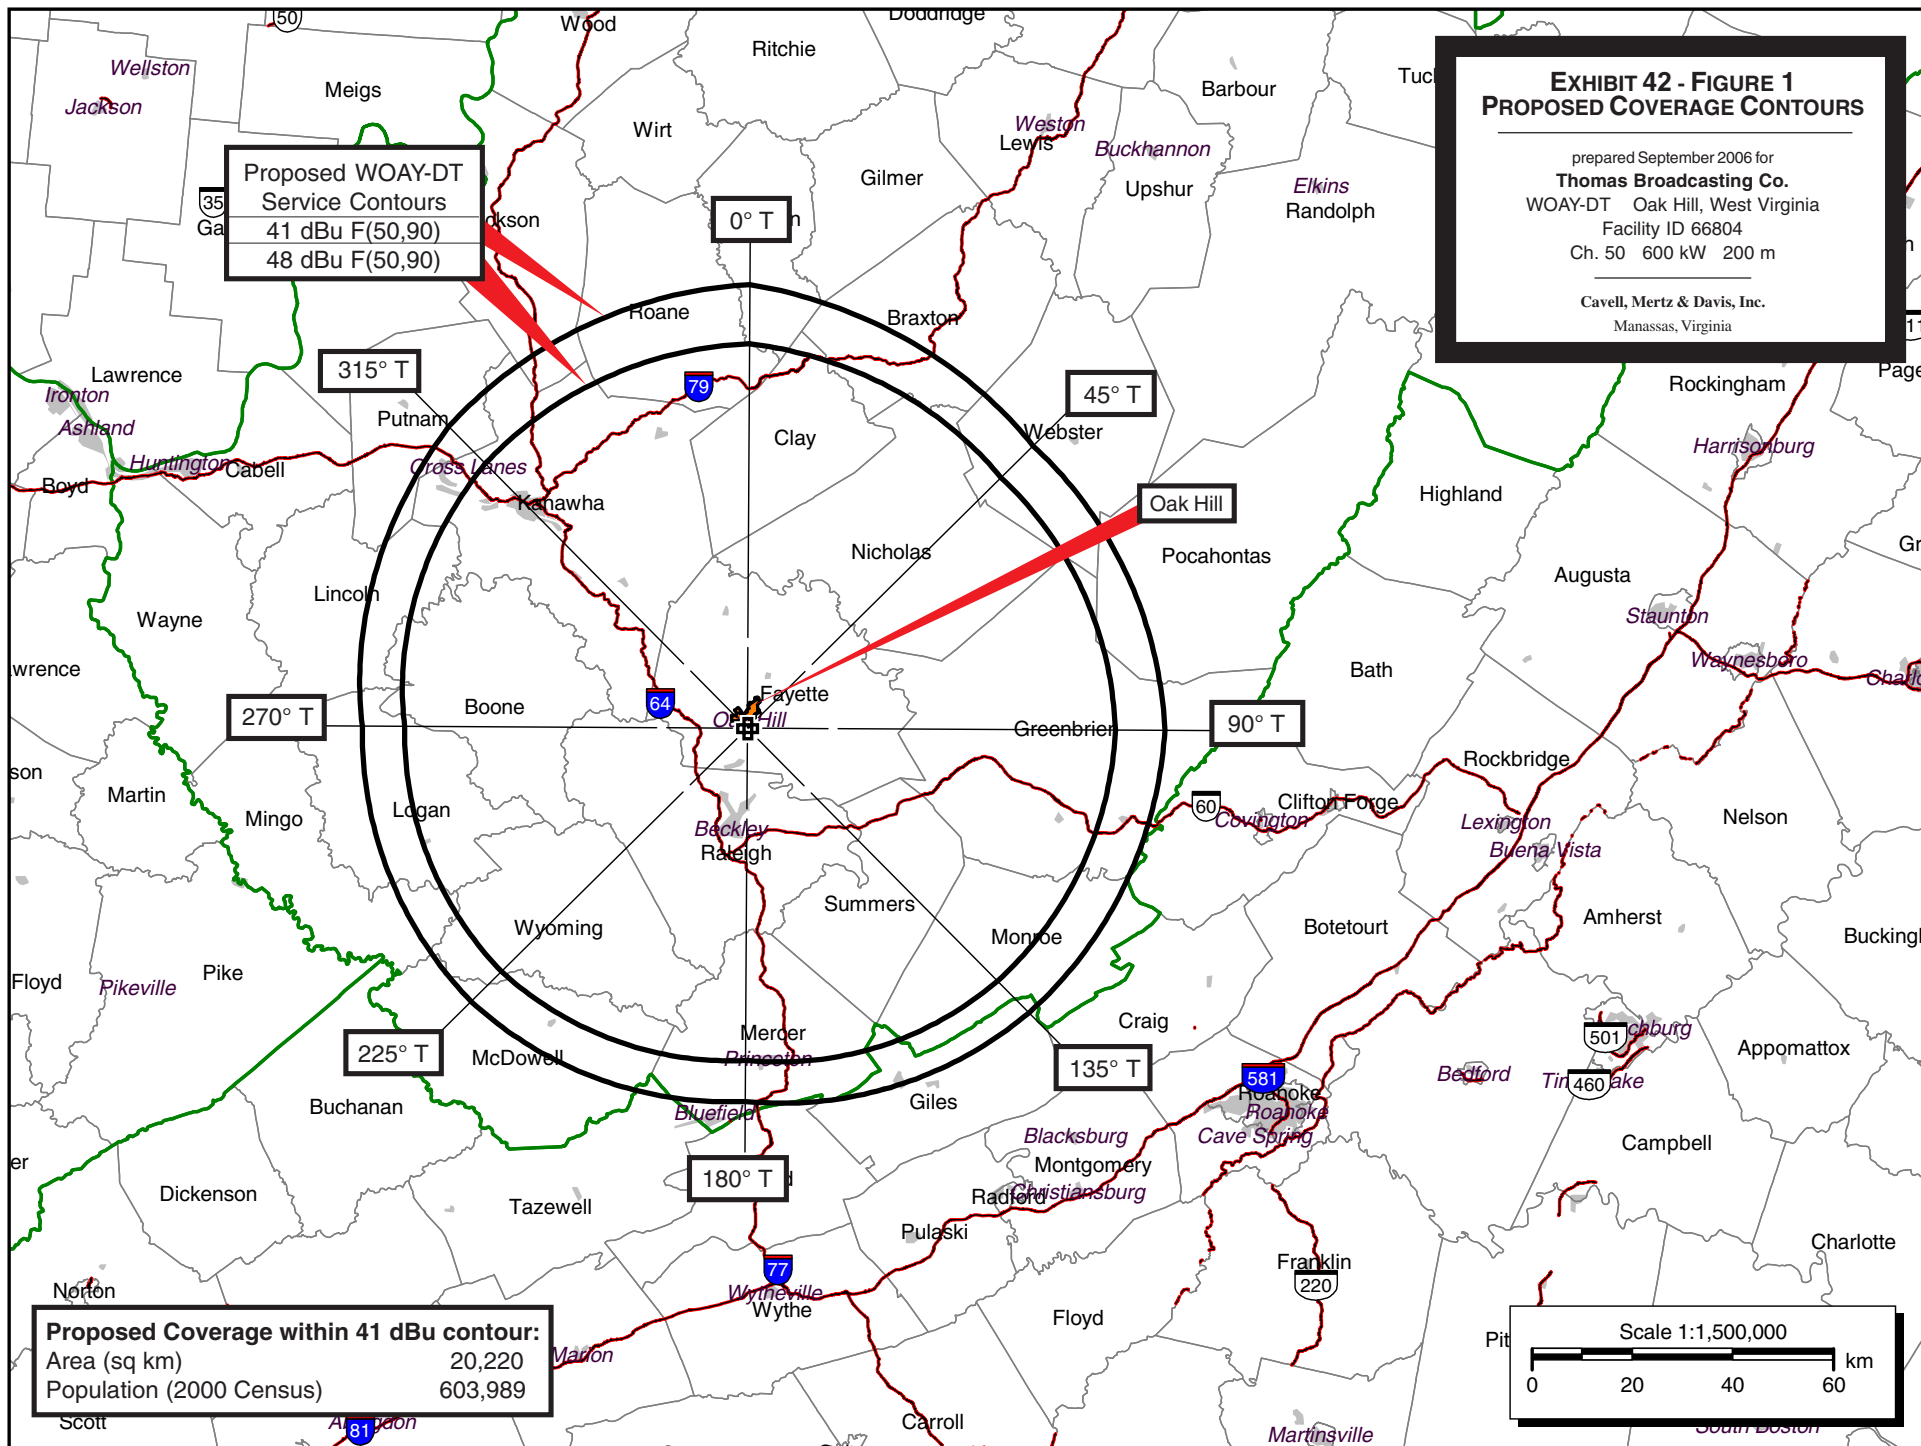 50
Wood
Doddridge
Ritchie
Wellston
Meigs
Jackson
Barbour
EXHIBIT 42 - FIGURE 1
PROPOSED COVERAGE CONTOURS
prepared September 2006 for
Thomas Broadcasting Co.
WOAY-DT Oak Hill, West Virginia
Facility ID 66804
Ch. 50 600 kW 200 m
Cavell, Mertz & Davis, Inc.
Manassas, Virginia
Wirt
Weston
Lewis
Buckhannon
Gilmer
Upshur
Elkins
Randolph
Proposed WOAY-DT
Service Contours
41 dBu F(50,90)
48 dBu F(50,90)
35
0° T
Roane
Braxton
315° T
Lawrence
Ironton
Ashland
Putnam
79
45° T
Rockingham
Page
Clay
Webster
Harrisonburg
Huntington
Cabell
Cross Lanes
Boyd
Kanawha
Oak Hill
Highland
Nicholas
Pocahontas
Augusta
Lincoln
Wayne
Staunton
Waynesboro
Bath
64
Fayette
Boone
Hill
270° T
Greenbrier
90° T
Rockbridge
Martin
Mingo
Logan
60
Clifton Forge
Covington
Lexington
Buena Vista
Nelson
Beckley
Raleigh
Summers
Wyoming
Monroe
Botetourt
Amherst
Floyd
Pikeville
Pike
Craig
225° T
McDowell
Mercer
Princeton
135° T
501
chburg
Appomattox
Bedford
460
581
Roanoke
Roanoke
Cave Spring
Buchanan
Bluefield
Giles
Blacksburg
Montgomery
Radford
Christiansburg
Campbell
180° T
Dickenson
Tazewell
Pulaski
Charlotte
77
Franklin
220
Norton
Wytheville
Wythe
Floyd
Proposed Coverage within 41 dBu contour:
Area (sq km) 20,220
Population (2000 Census) 603,989
Marion
Scale 1:1,500,000
km
0 20 40 60
Scott
81
Carroll
Martinsville
South Boston